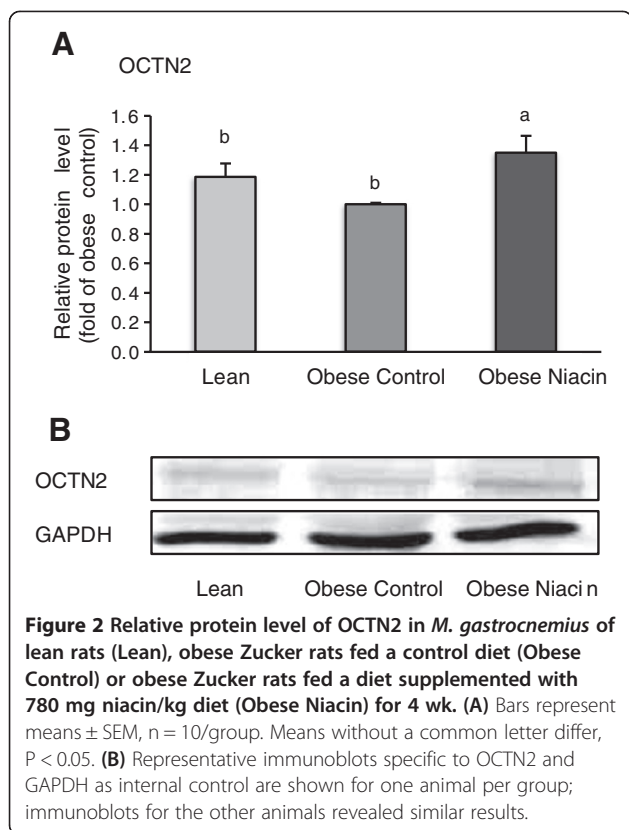 A
OCTN2
Relative protein level
(fold of obese control)
1.6
1.4
1.2
1.0
0.8
0.6
0.4
0.2
0.0
b
b
a
Lean Obese Control Obese Niacin
B
OCTN2
GAPDH
Lean Obese Control Obese Niacin
Figure 2 Relative protein level of OCTN2 in M. gastrocnemius of
lean rats (Lean), obese Zucker rats fed a control diet (Obese
Control) or obese Zucker rats fed a diet supplemented with
780 mg niacin/kg diet (Obese Niacin) for 4 wk. (A) Bars represent
means ± SEM, n = 10/group. Means without a common letter differ,
P < 0.05. (B) Representative immunoblots specific to OCTN2 and
GAPDH as internal control are shown for one animal per group;
immunoblots for the other animals revealed similar results.